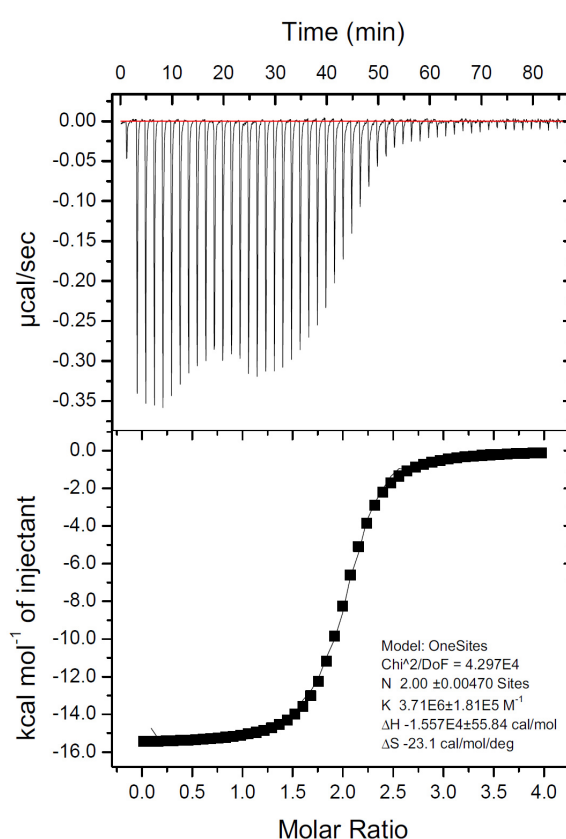 Time (min)
0 10 20 30 40 50 60 70 80
0.00
-0.05
-0.10
-0.15
-0.20
-0.25
-0.30
-0.35
µcal/sec
0.0
-2.0
-4.0
-6.0
-8.0
-10.0
-12.0
-14.0
-16.0
kcal mol⁻¹ of injectant
Model: OneSites
Chi^2/DoF = 4.297E4
N 2.00 ±0.00470 Sites
K 3.71E6±1.81E5 M⁻¹
ΔH -1.557E4±55.84 cal/mol
ΔS -23.1 cal/mol/deg
0.0 0.5 1.0 1.5 2.0 2.5 3.0 3.5 4.0
Molar Ratio